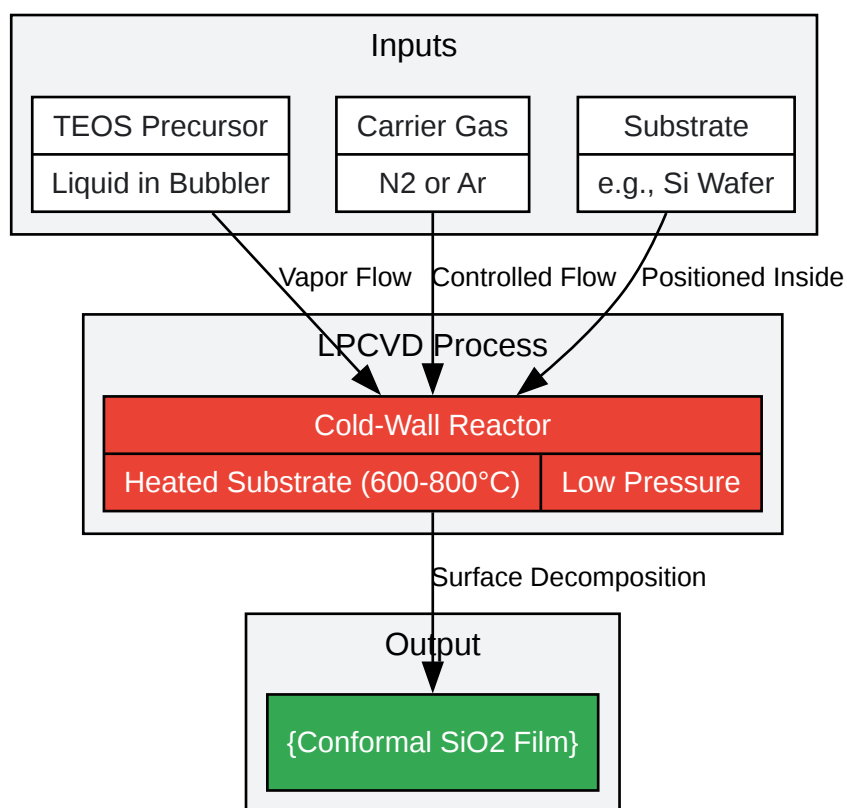 Inputs
TEOS Precursor
Liquid in Bubbler
Carrier Gas
N2 or Ar
Substrate
e.g., Si Wafer
Vapor Flow
Controlled Flow
Positioned Inside
LPCVD Process
Cold-Wall Reactor
Heated Substrate (600-800°C)
Low Pressure
Surface Decomposition
Output
{Conformal SiO2 Film}